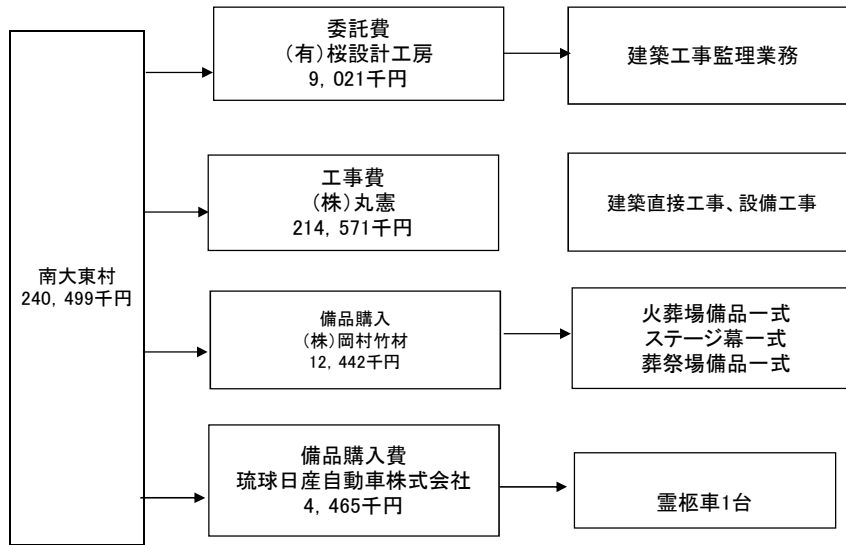 南大東村
240, 499千円
委託費
(有)桜設計工房
9, 021千円
建築工事監理業務
工事費
(株)丸憲
214, 571千円
建築直接工事、設備工事
備品購入
(株)岡村竹材
12, 442千円
火葬場備品一式
ステージ幕一式
葬祭場備品一式
備品購入費
琉球日産自動車株式会社
4, 465千円
霊柩車1台